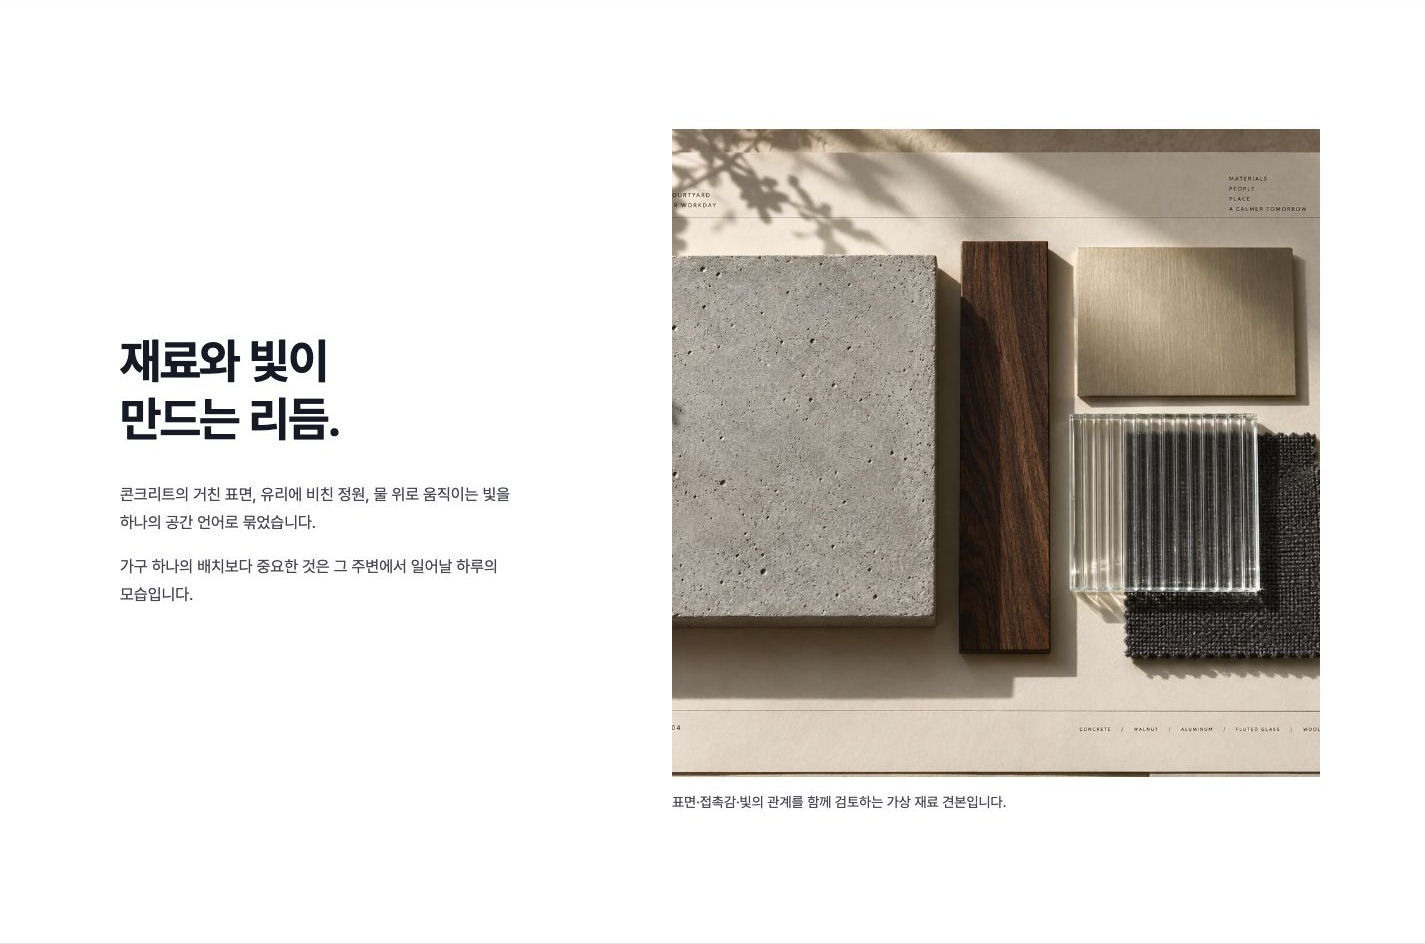 재료와 빛이
만드는 리듬.
콘크리트의 거친 표면, 유리에 비친 정원, 물 위로 움직이는 빛을
하나의 공간 언어로 묶었습니다.
가구 하나의 배치보다 중요한 것은 그 주변에서 일어날 하루의
모습입니다.
OURTYARD
R WORKDAY
MATERIALS
PEOPLE
PLACE
A CALMER TOMORROW
04
CONCRETE / WALNUT / ALUMINUM / FLUTED GLASS / WOOL
표면·접촉감·빛의 관계를 함께 검토하는 가상 재료 견본입니다.